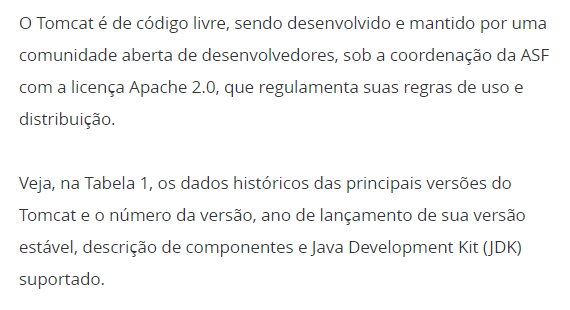 O Tomcat é de código livre, sendo desenvolvido e mantido por uma
comunidade aberta de desenvolvedores, sob a coordenação da ASF
com a licença Apache 2.0, que regulamenta suas regras de uso e
distribuição.
Veja, na Tabela 1, os dados históricos das principais versões do
Tomcat e o número da versão, ano de lançamento de sua versão
estável, descrição de componentes e Java Development Kit (JDK)
suportado.